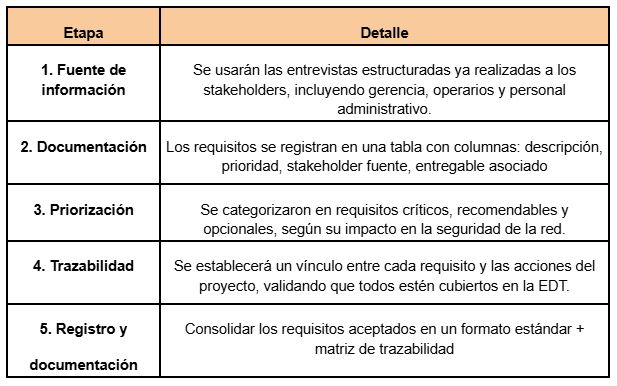 Etapa
Detalle
1. Fuente de
información
Se usarán las entrevistas estructuradas ya realizadas a los
stakeholders, incluyendo gerencia, operarios y personal
administrativo.
2. Documentación
Los requisitos se registran en una tabla con columnas: descripción,
prioridad, stakeholder fuente, entregable asociado
3. Priorización
Se categorizaron en requisitos críticos, recomendables y
opcionales, según su impacto en la seguridad de la red.
4. Trazabilidad
Se establecerá un vínculo entre cada requisito y las acciones del
proyecto, validando que todos estén cubiertos en la EDT.
5. Registro y
documentación
Consolidar los requisitos aceptados en un formato estándar +
matriz de trazabilidad